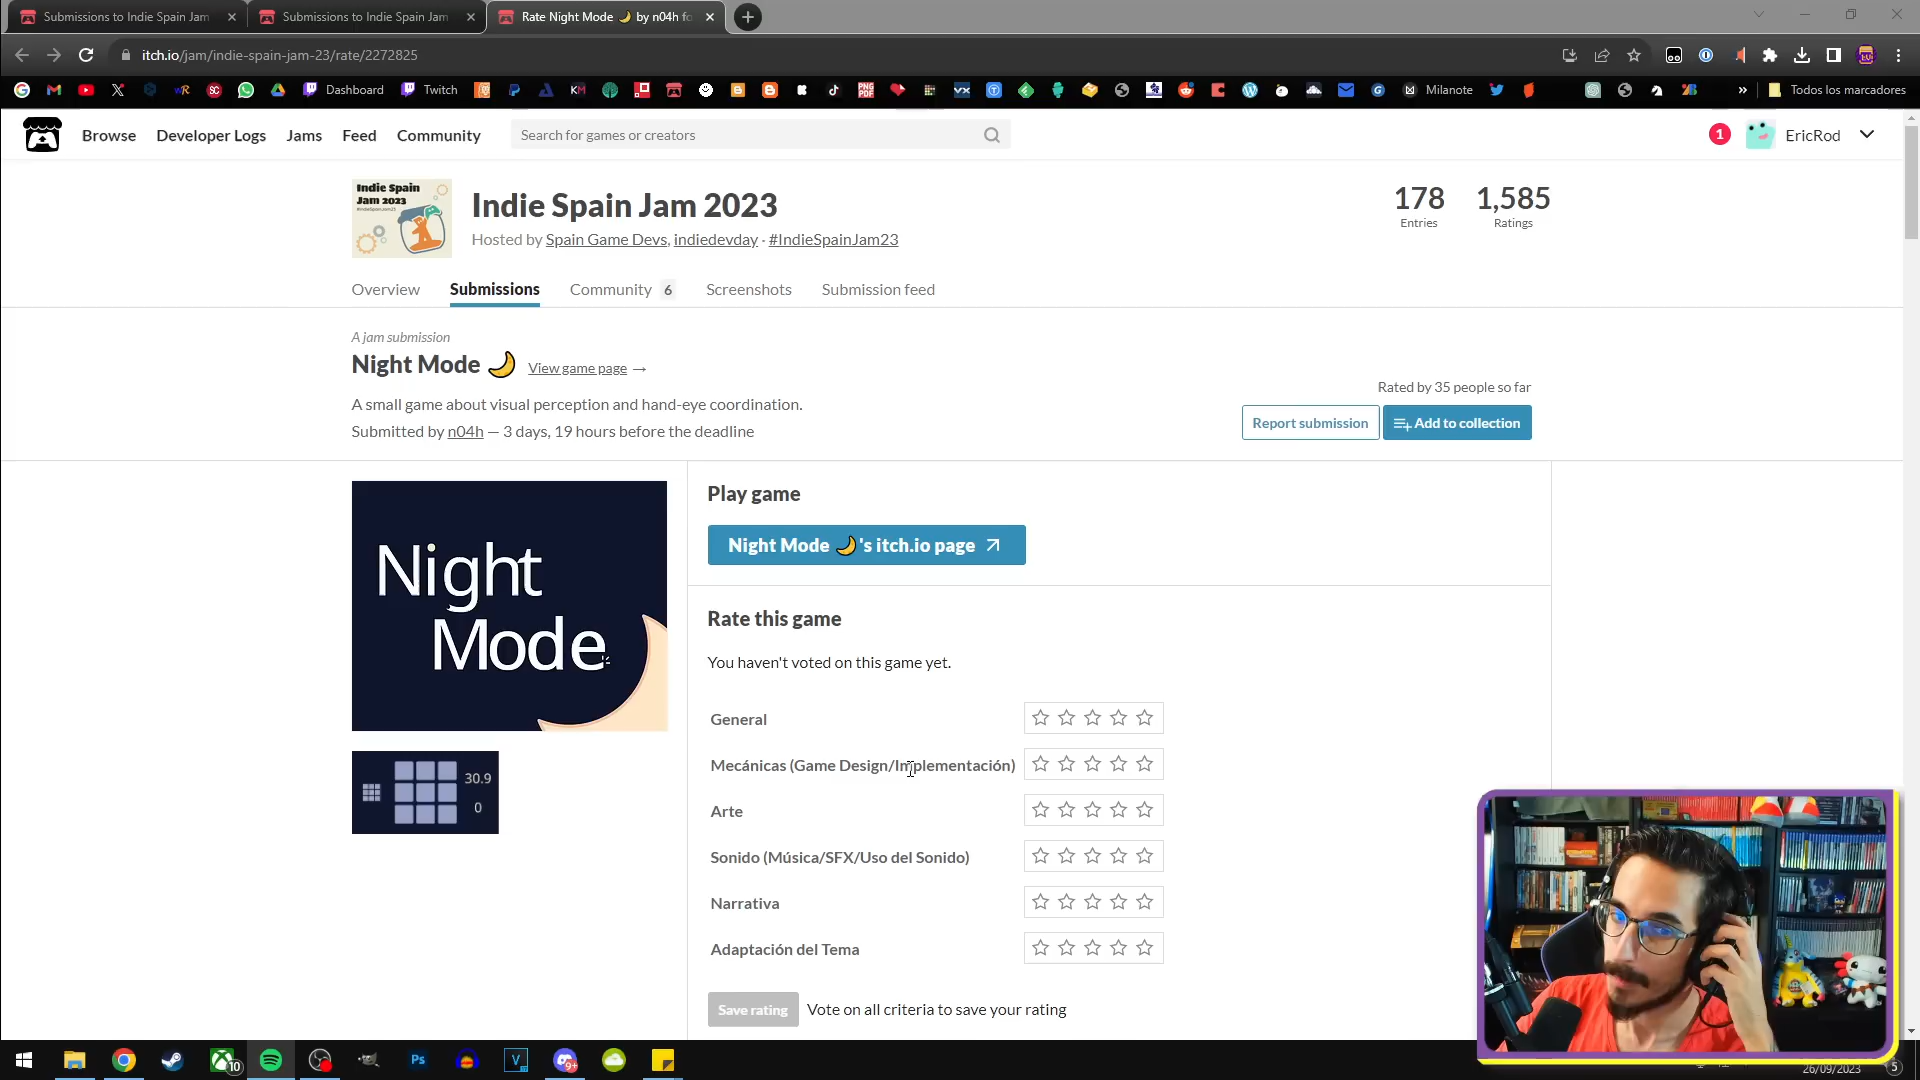 Submissions to Indie Spain Jam
Submissions to Indie Spain Jam
Rate Night Mode 🌙 by n04h fo
itch.io/jam/indie-spain-jam-23/rate/2272825
Dashboard
Twitch
Milanote
Todos los marcadores
Browse
Developer Logs
Jams
Feed
Community
Search for games or creators
1
EricRod
Indie Spain
Jam 2023
Indie Spain Jam 2023
Hosted by Spain Game Devs, indiedevday · #IndieSpainJam23
178
Entries
1,585
Ratings
Overview
Submissions
Community 6
Screenshots
Submission feed
A jam submission
Night Mode 🌙 View game page →
A small game about visual perception and hand-eye coordination.
Submitted by n04h — 3 days, 19 hours before the deadline
Rated by 35 people so far
Report submission
Add to collection
Night
Mode
30.9
0
Play game
Night Mode 🌙's itch.io page
Rate this game
You haven't voted on this game yet.
General
Mecánicas (Game Design/Implementación)
Arte
Sonido (Música/SFX/Uso del Sonido)
Narrativa
Adaptación del Tema
Save rating
Vote on all criteria to save your rating
10
Ps
V
9+
26/09/2023
5